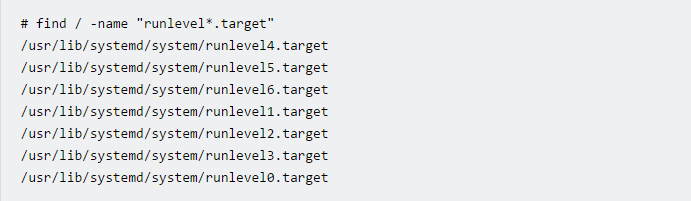 # find / -name "runlevel*.target"
/usr/lib/systemd/system/runlevel4.target
/usr/lib/systemd/system/runlevel5.target
/usr/lib/systemd/system/runlevel6.target
/usr/lib/systemd/system/runlevel1.target
/usr/lib/systemd/system/runlevel2.target
/usr/lib/systemd/system/runlevel3.target
/usr/lib/systemd/system/runlevel0.target